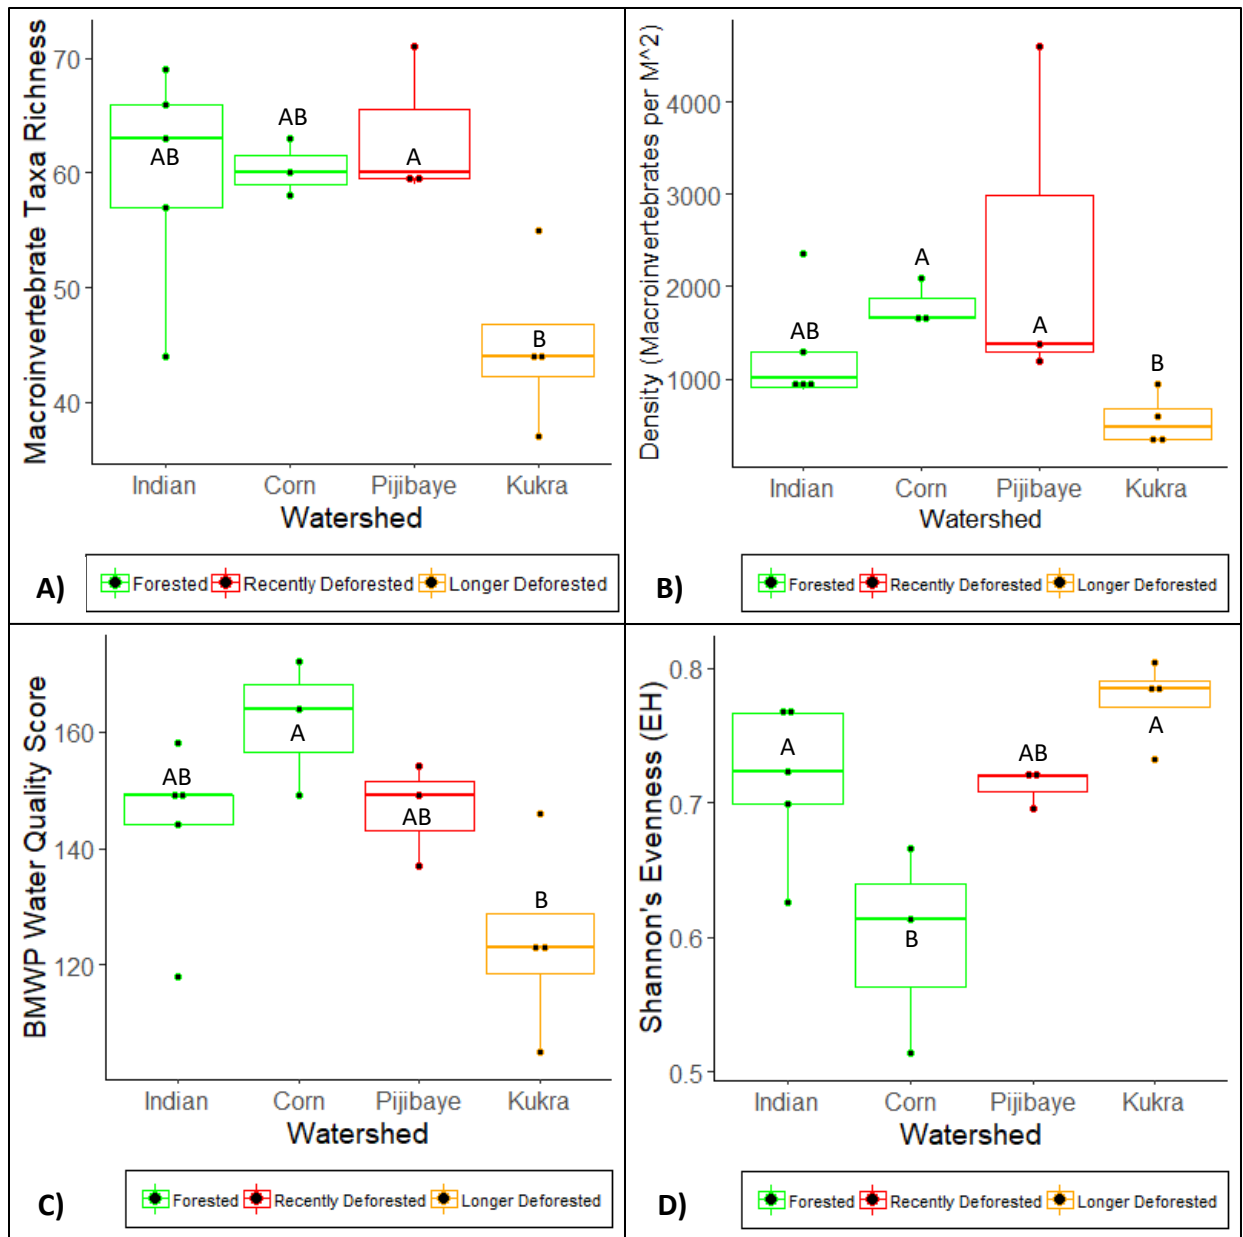 Macroinvertebrate Taxa Richness
70
60
50
40
AB
AB
A
B
Indian Corn Pijibaye Kukra
Watershed
Forested Recently Deforested Longer Deforested
A)
Density (Macroinvertebrates per M^2)
4000
3000
2000
1000
AB
A
A
B
Indian Corn Pijibaye Kukra
Watershed
Forested Recently Deforested Longer Deforested
B)
BMWP Water Quality Score
160
140
120
AB
A
AB
B
Indian Corn Pijibaye Kukra
Watershed
Forested Recently Deforested Longer Deforested
C)
Shannon's Evenness (EH)
0.8
0.7
0.6
0.5
A
B
AB
A
Indian Corn Pijibaye Kukra
Watershed
Forested Recently Deforested Longer Deforested
D)